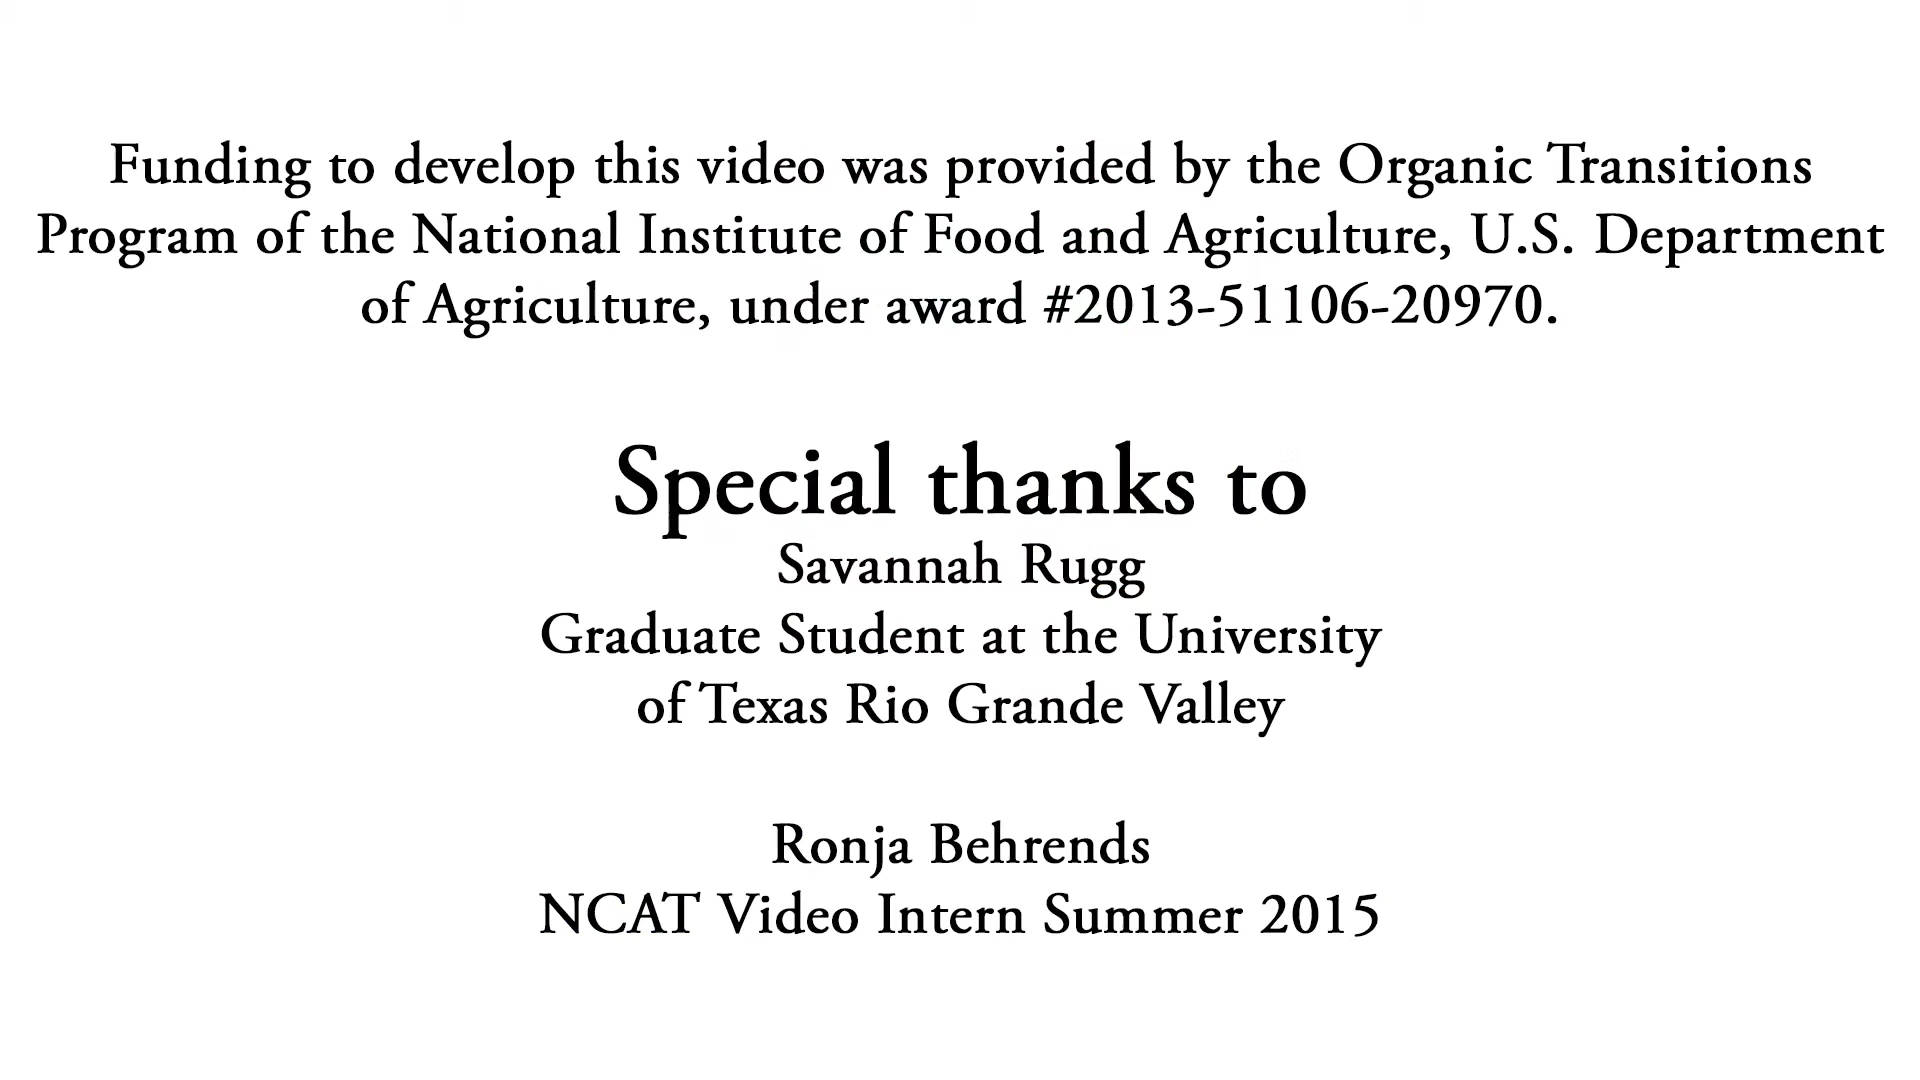 Funding to develop this video was provided by the Organic Transitions
Program of the National Institute of Food and Agriculture, U.S. Department
of Agriculture, under award #2013-51106-20970.
Special thanks to
Savannah Rugg
Graduate Student at the University
of Texas Rio Grande Valley
Ronja Behrends
NCAT Video Intern Summer 2015